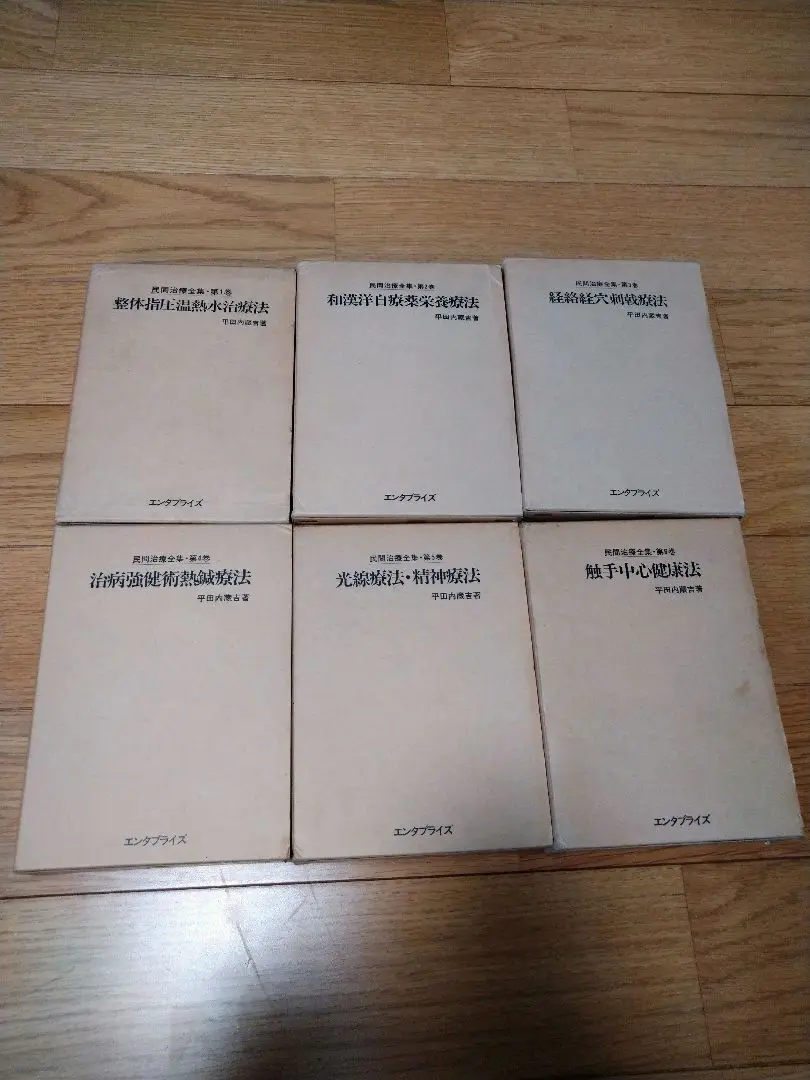 民間治療全集・第1巻
整体指圧温熱水治療法
平田内蔵吉著
エンタプライズ
民間治療全集・第2巻
和漢洋自療薬栄養療法
平田内蔵吉著
エンタプライズ
民間治療全集・第3巻
経絡経穴刺戟療法
平田内蔵吉著
エンタプライズ
民間治療全集・第4巻
治病強健術熱鍼療法
平田内蔵吉著
エンタプライズ
民間治療全集・第5巻
光線療法・精神療法
平田内蔵吉著
エンタプライズ
民間治療全集・第6巻
触手中心健康法
平田内蔵吉著
エンタプライズ